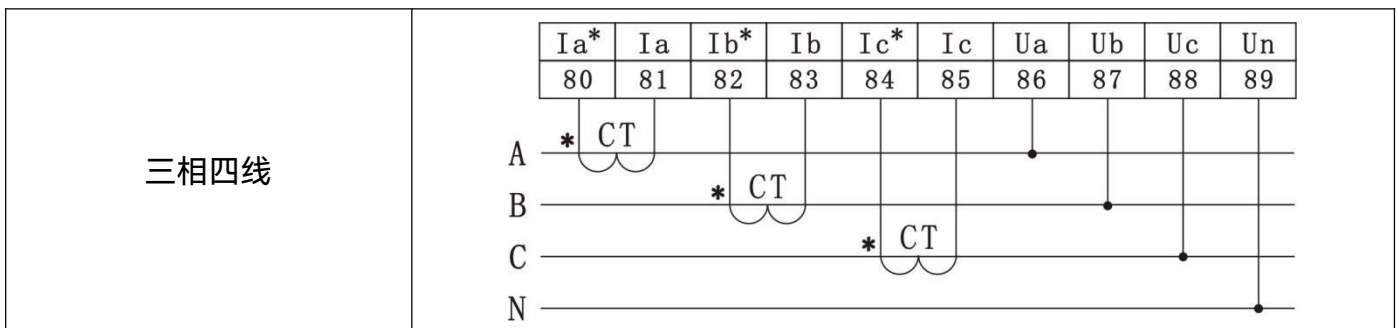 三相四线
Ia* Ia Ib* Ib Ic* Ic Ua Ub Uc Un
80 81 82 83 84 85 86 87 88 89
A * CT
B * CT
C * CT
N